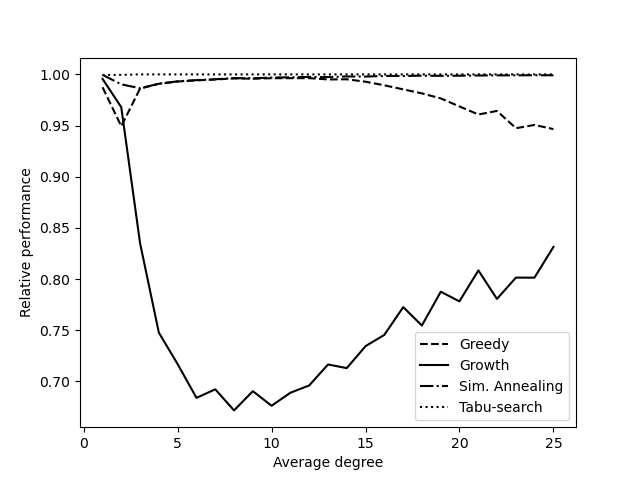 1.00
0.95
0.90
0.85
0.80
0.75
0.70
Relative performance
0 5 10 15 20 25
Average degree
Greedy
Growth
Sim. Annealing
Tabu-search